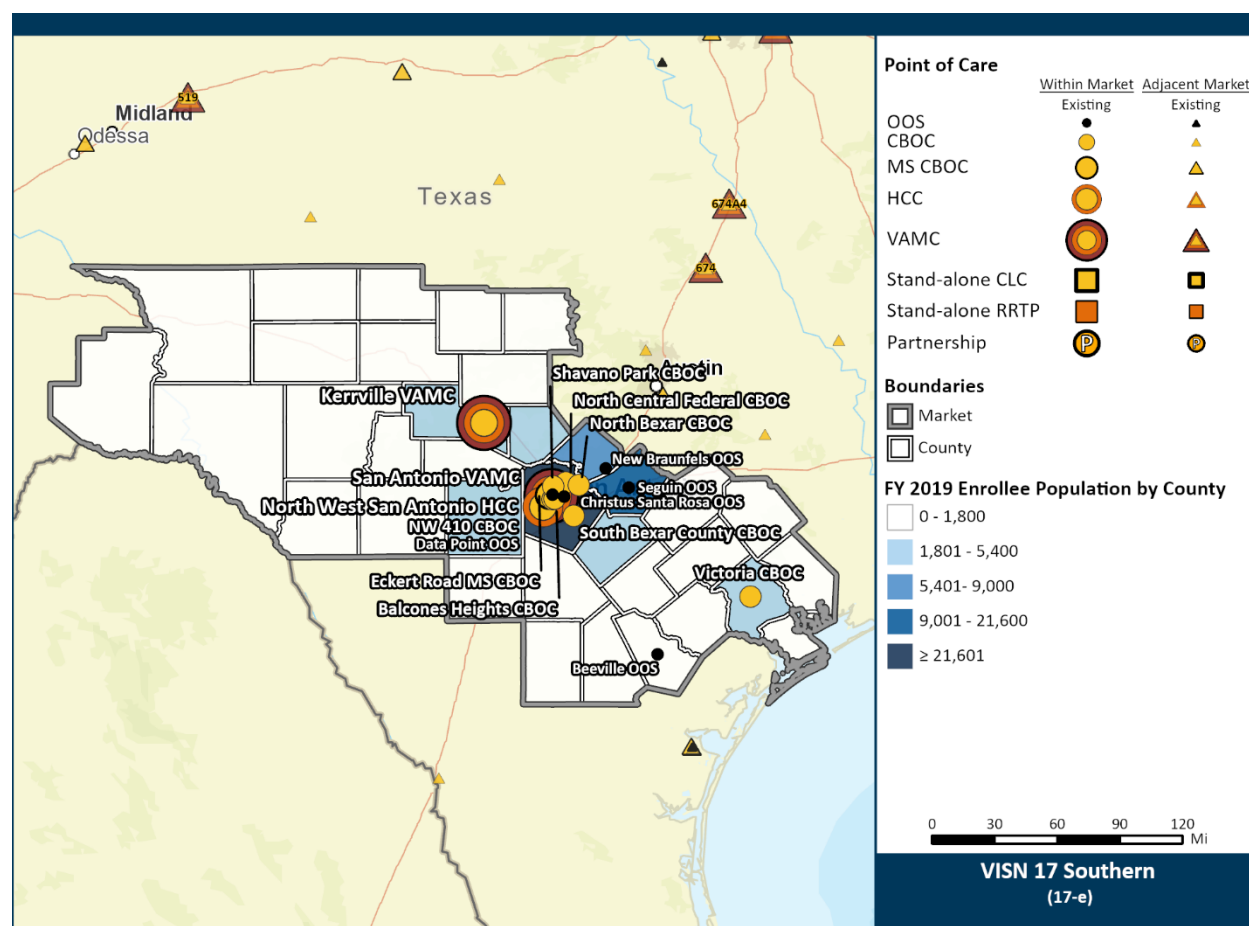 519
Midland
Odessa
Texas
674A4
674
Austin
Shavano Park CBOC
Kerrville VAMC
North Central Federal CBOC
North Bexar CBOC
New Braunfels OOS
San Antonio VAMC
Seguin OOS
North West San Antonio HCC
Christus Santa Rosa OOS
NW 410 CBOC
South Bexar County CBOC
Data Point OOS
Eckert Road MS CBOC
Victoria CBOC
Balcones Heights CBOC
Beeville OOS
Point of Care
Within Market Adjacent Market
Existing Existing
OOS
CBOC
MS CBOC
HCC
VAMC
Stand-alone CLC
Stand-alone RRTP
Partnership P P
Boundaries
Market
County
FY 2019 Enrollee Population by County
0 - 1,800
1,801 - 5,400
5,401- 9,000
9,001 - 21,600
≥ 21,601
0 30 60 90 120
Mi
VISN 17 Southern
(17-e)